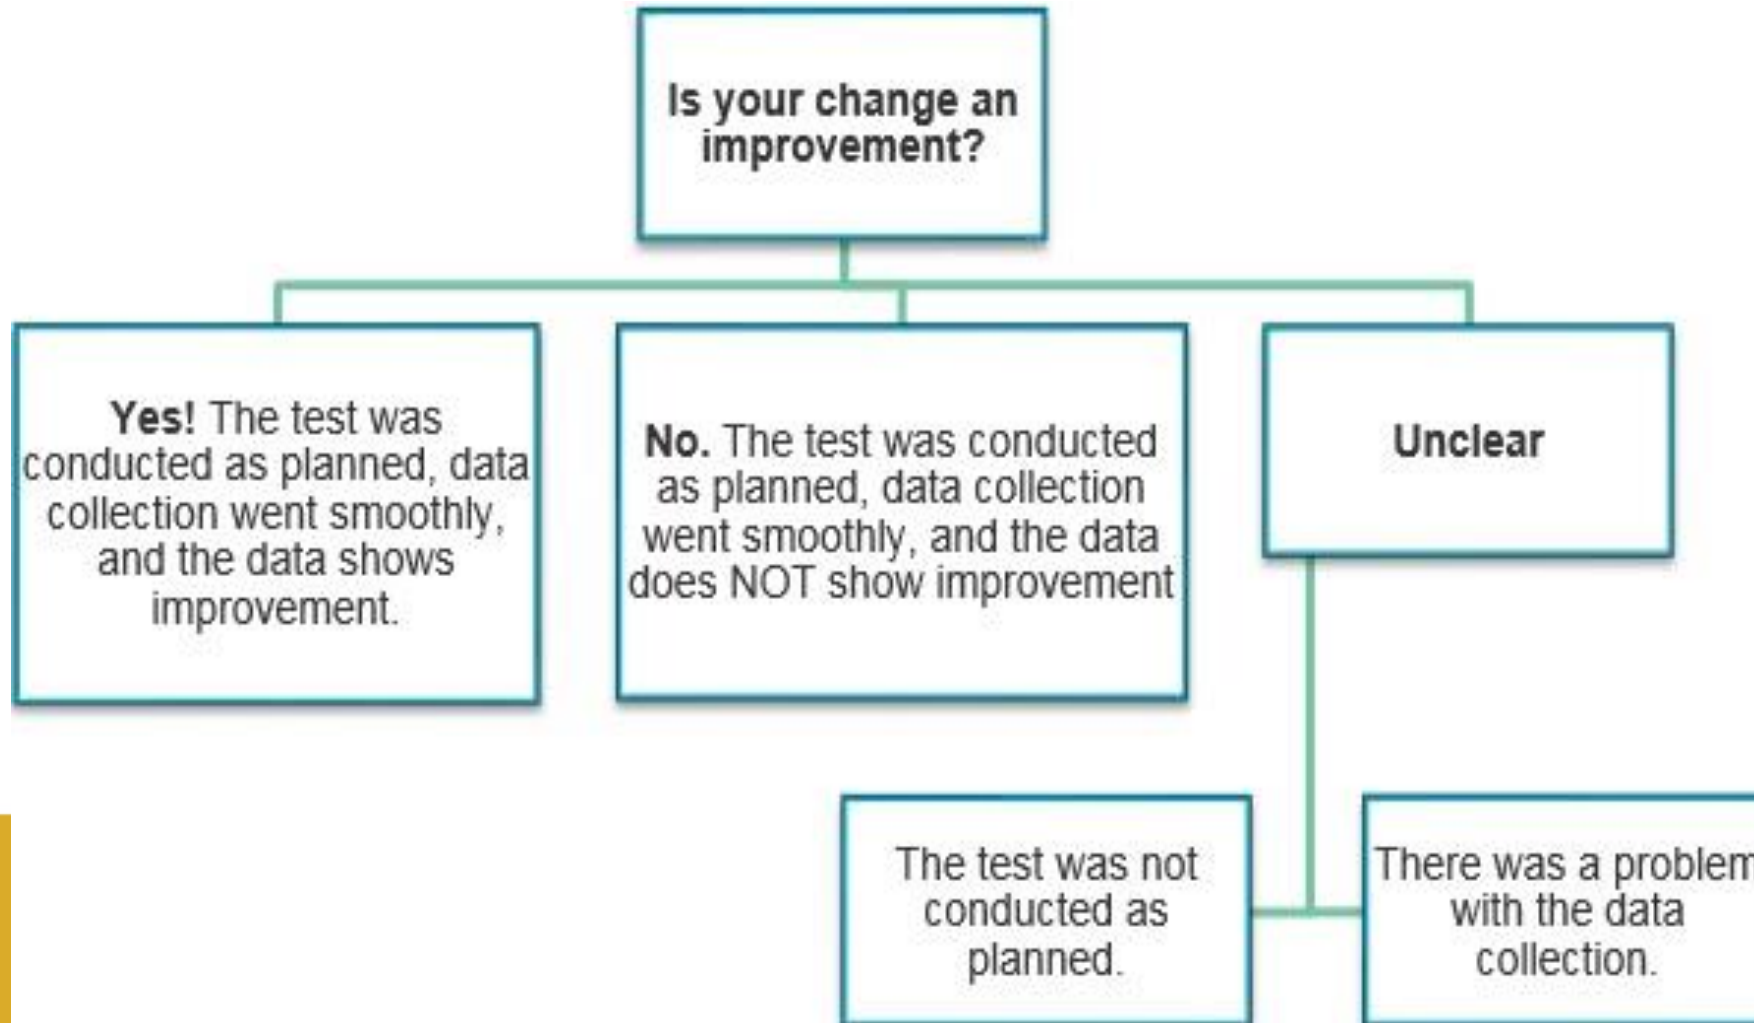 Is your change an
improvement?
Yes! The test was
conducted as planned, data
collection went smoothly,
and the data shows
improvement.
No. The test was conducted
as planned, data collection
went smoothly, and the data
does NOT show improvement
Unclear
The test was not
conducted as
planned.
There was a problem
with the data
collection.